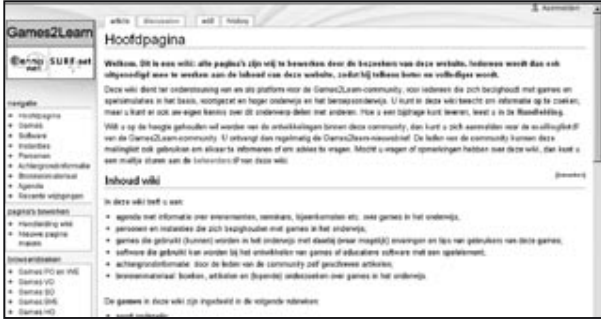 Aanmelden
article discussion edit history
Games2Learn
Hoofdpagina
Kennis net SURF net
Welkom. Dit is een wiki: alle pagina's zijn vrij te bewerken door de bezoekers van deze website. Iedereen wordt dan ook
uitgenodigd mee te werken aan de inhoud van deze website, zodat hij telkens beter en vollediger wordt.
Deze wiki dient ter ondersteuning van en als platform voor de Games2Learn-community, voor iedereen die zich bezighoudt met games en
spelsimulaties in het basis, voortgezet en hoger onderwijs en het beroepsonderwijs. U kunt in deze wiki terecht om informatie op te zoeken,
maar u kunt er ook uw eigen kennis over dit onderwerp delen met anderen. Hoe u een bijdrage kunt leveren, leest u in de Handleiding.
Wilt u op de hoogte gehouden wil worden van de ontwikkelingen binnen deze community, dan kunt u zich aanmelden voor de mailinglist
van de Games2Learn-community. U ontvangt dan regelmatig de Games2learn-nieuwsbrief. De leden van de community kunnen deze
mailinglist ook gebruiken om elkaar te informeren of om advies te vragen. Mocht u vragen of opmerkingen hebben over deze wiki, dan kunt u
een mailtje sturen aan de beheerders van deze wiki.
navigatie
Hoofdpagina
Games
Software
Instanties
Personen
Achtergrondinformatie
Bronnenmateriaal
Agenda
Recente wijzigingen
pagina's bewerken
Handleiding wiki
Nieuwe pagina
maken
browsendoeken
Games PO en VVE
Games VO
Games SO
Games BVE
Games HO
Inhoud wiki
[bewerken]
In deze wiki treft u aan:
agenda met informatie over evenementen, seminars, bijeenkomsten etc. over games in het onderwijs,
personen en instanties die zich bezighouden met games in het onderwijs,
games die gebruikt (kunnen) worden in het onderwijs met daarbij (waar mogelijk) ervaringen en tips van gebruikers van deze games,
software die gebruikt kan worden bij het ontwikkelen van games of educatieve software met een spelelement,
achtergrondinformatie: door de leden van de community zelf geschreven artikelen,
bronnenmateriaal: boeken, artikelen en (lopende) onderzoeken over games in het onderwijs.
De games in deze wiki zijn ingedeeld in de volgende rubrieken: